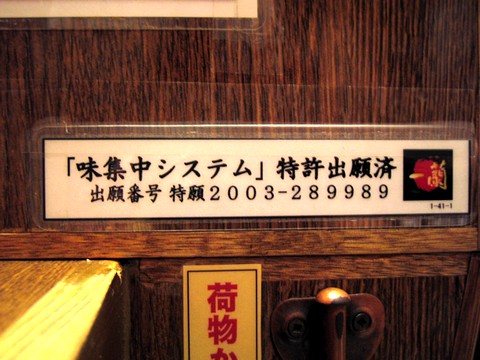 「味集中システム」特許出願済
出願番号 特願2003-289989
一蘭
1-41-1
荷物か